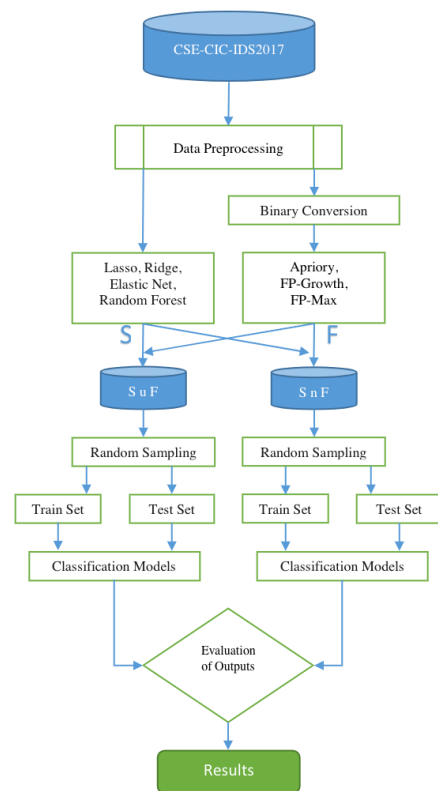 CSE-CIC-IDS2017
Data Preprocessing
Binary Conversion
Lasso, Ridge,
Elastic Net,
Random Forest
Apriory,
FP-Growth,
FP-Max
S
F
S u F
S n F
Random Sampling
Random Sampling
Train Set
Test Set
Train Set
Test Set
Classification Models
Classification Models
Evaluation
of Outputs
Results